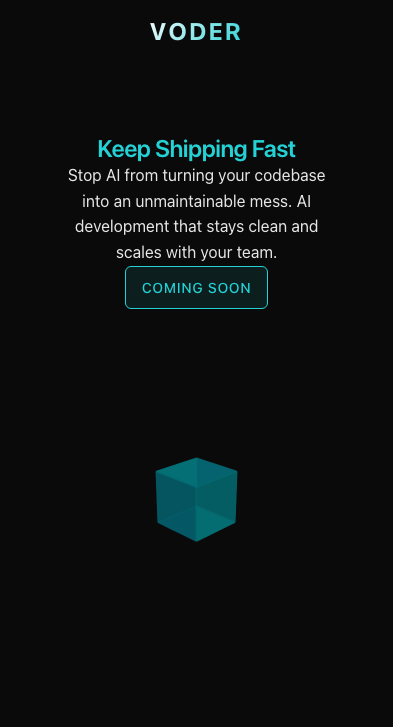 VODER
Keep Shipping Fast
Stop AI from turning your codebase
into an unmaintainable mess. AI
development that stays clean and
scales with your team.
COMING SOON